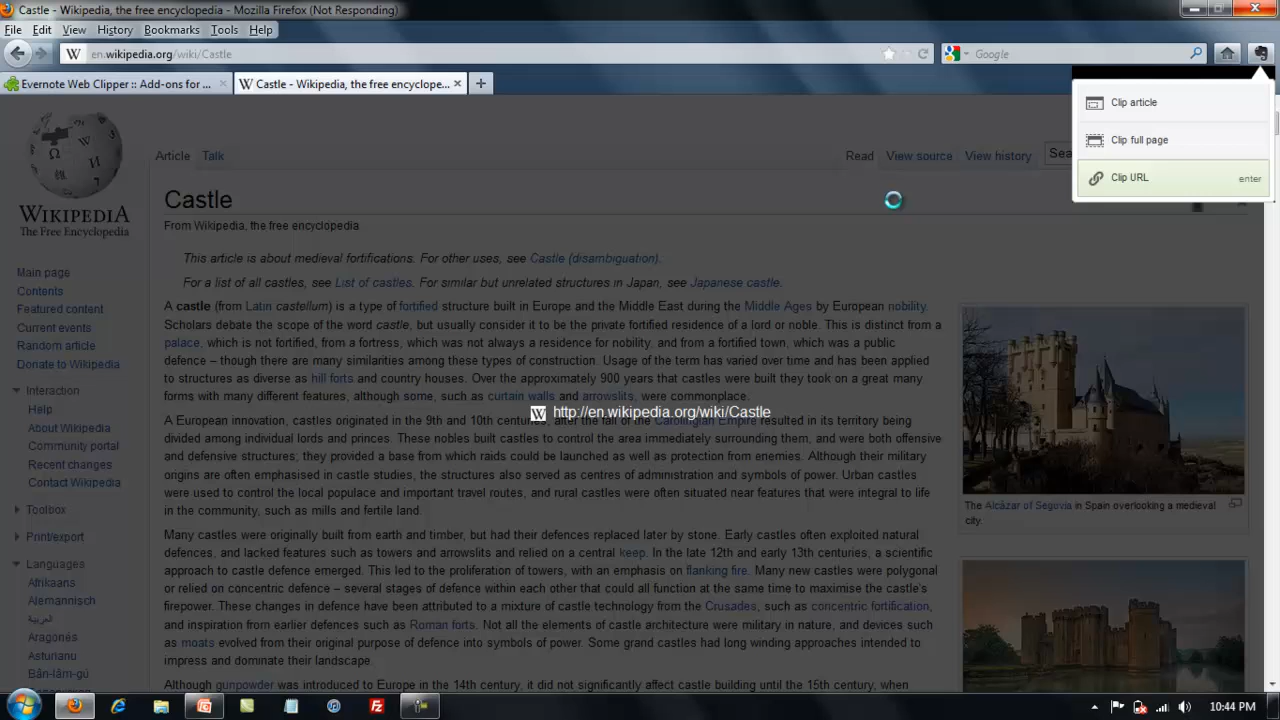 Castle - Wikipedia, the free encyclopedia - Mozilla Firefox (Not Responding)
File Edit View History Bookmarks Tools Help
en.wikipedia.org/wiki/Castle
Google
Evernote Web Clipper :: Add-ons for ...
Castle - Wikipedia, the free encyclope...
Clip article
Clip full page
Clip URL enter
Article Talk Read View source View history Sea
WIKIPEDIA
The Free Encyclopedia
Main page
Contents
Featured content
Current events
Random article
Donate to Wikipedia
Interaction
Help
About Wikipedia
Community portal
Recent changes
Contact Wikipedia
Toolbox
Print/export
Languages
Afrikaans
Alemannisch
العربية
Aragonés
Asturianu
Bân-lâm-gú
Castle
From Wikipedia, the free encyclopedia
This article is about medieval fortifications. For other uses, see Castle (disambiguation).
For a list of all castles, see List of castles. For similar but unrelated structures in Japan, see Japanese castle.
A castle (from Latin castellum) is a type of fortified structure built in Europe and the Middle East during the Middle Ages by European nobility.
Scholars debate the scope of the word castle, but usually consider it to be the private fortified residence of a lord or noble. This is distinct from a
palace, which is not fortified, from a fortress, which was not always a residence for nobility, and from a fortified town, which was a public
defence – though there are many similarities among these types of construction. Usage of the term has varied over time and has been applied
to structures as diverse as hill forts and country houses. Over the approximately 900 years that castles were built they took on a great many
forms with many different features, although some, such as curtain walls and arrowslits, were commonplace.
http://en.wikipedia.org/wiki/Castle
A European innovation, castles originated in the 9th and 10th centuries, after the fall of the Carolingian Empire resulted in its territory being
divided among individual lords and princes. These nobles built castles to control the area immediately surrounding them, and were both offensive
and defensive structures; they provided a base from which raids could be launched as well as protection from enemies. Although their military
origins are often emphasised in castle studies, the structures also served as centres of administration and symbols of power. Urban castles
were used to control the local populace and important travel routes, and rural castles were often situated near features that were integral to life
in the community, such as mills and fertile land.
Many castles were originally built from earth and timber, but had their defences replaced later by stone. Early castles often exploited natural
defences, and lacked features such as towers and arrowslits and relied on a central keep. In the late 12th and early 13th centuries, a scientific
approach to castle defence emerged. This led to the proliferation of towers, with an emphasis on flanking fire. Many new castles were polygonal
or relied on concentric defence – several stages of defence within each other that could all function at the same time to maximise the castle's
firepower. These changes in defence have been attributed to a mixture of castle technology from the Crusades, such as concentric fortification,
and inspiration from earlier defences such as Roman forts. Not all the elements of castle architecture were military in nature, and devices such
as moats evolved from their original purpose of defence into symbols of power. Some grand castles had long winding approaches intended to
impress and dominate their landscape.
Although gunpowder was introduced to Europe in the 14th century, it did not significantly affect castle building until the 15th century, when
The Alcázar of Segovia in Spain overlooking a medieval
city.
10:44 PM